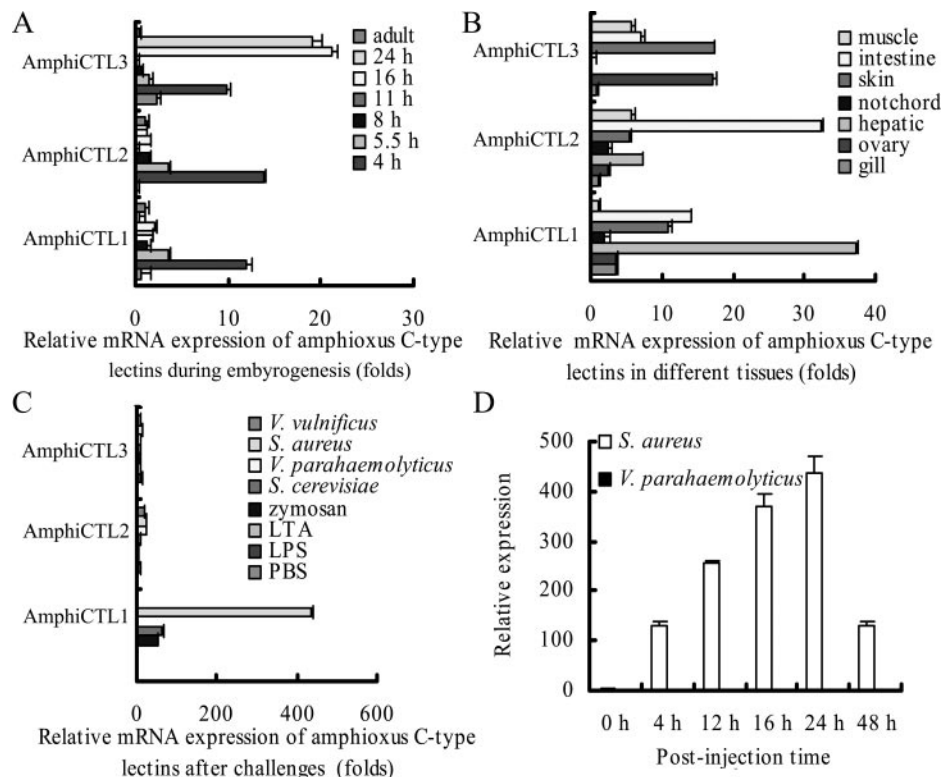 A
AmphiCTL3
AmphiCTL2
AmphiCTL1
adult
24 h
16 h
11 h
8 h
5.5 h
4 h
0 10 20 30
Relative mRNA expression of amphioxus C-type
lectins during embyrogenesis (folds)
B
AmphiCTL3
AmphiCTL2
AmphiCTL1
muscle
intestine
skin
notchord
hepatic
ovary
gill
0 10 20 30 40
Relative mRNA expression of amphioxus C-type
lectins in different tissues (folds)
C
AmphiCTL3
AmphiCTL2
AmphiCTL1
V. vulnificus
S. aureus
V. parahaemolyticus
S. cerevisiae
zymosan
LTA
LPS
PBS
0 200 400 600
Relative mRNA expression of amphioxus C-type
lectins after challenges (folds)
D
Relative expression
500
400
300
200
100
0
S. aureus
V. parahaemolyticus
0 h 4 h 12 h 16 h 24 h 48 h
Post-injection time